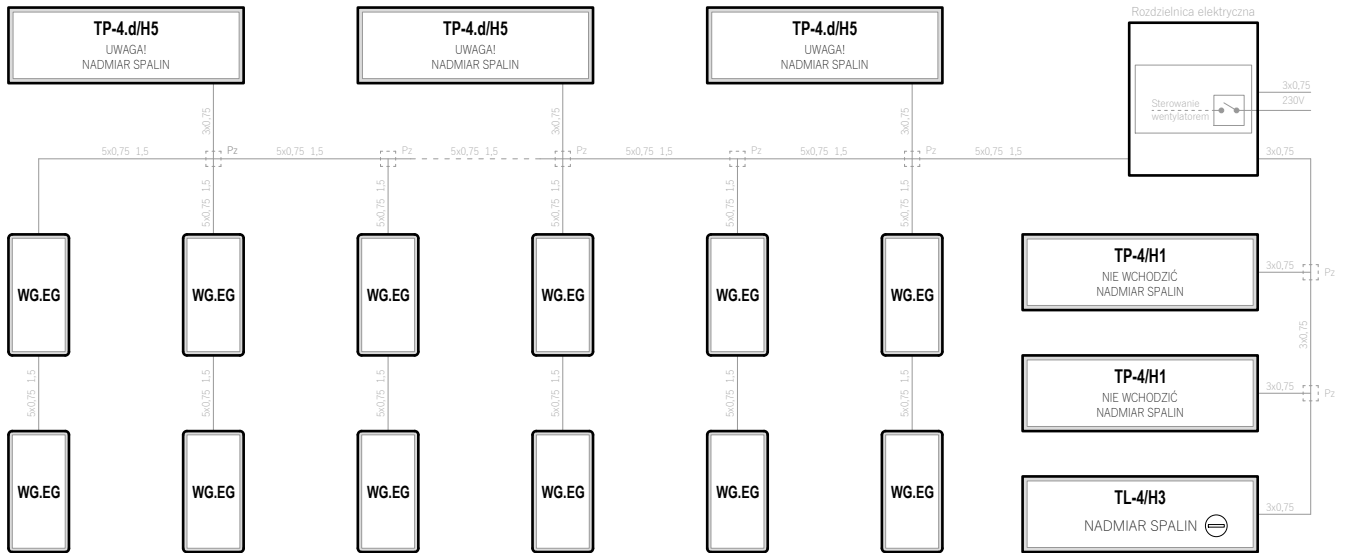 Rozdzielnica elektryczna
TP-4.d/H5
UWAGA!
NADMIAR SPALIN
TP-4.d/H5
UWAGA!
NADMIAR SPALIN
TP-4.d/H5
UWAGA!
NADMIAR SPALIN
Sterowanie
wentylatorem
3x0,75
230V
3x0,75
3x0,75
3x0,75
5x0,75 1,5
Pz
5x0,75 1,5
Pz
5x0,75 1,5
Pz
5x0,75 1,5
Pz
5x0,75 1,5
Pz
5x0,75 1,5
3x0,75
5x0,75 1,5
5x0,75 1,5
5x0,75 1,5
5x0,75 1,5
5x0,75 1,5
WG.EG
WG.EG
WG.EG
WG.EG
WG.EG
WG.EG
TP-4/H1
NIE WCHODZIĆ
NADMIAR SPALIN
3x0,75
Pz
3x0,75
5x0,75 1,5
5x0,75 1,5
5x0,75 1,5
5x0,75 1,5
5x0,75 1,5
5x0,75 1,5
TP-4/H1
NIE WCHODZIĆ
NADMIAR SPALIN
3x0,75
Pz
WG.EG
WG.EG
WG.EG
WG.EG
WG.EG
WG.EG
TL-4/H3
NADMIAR SPALIN
3x0,75